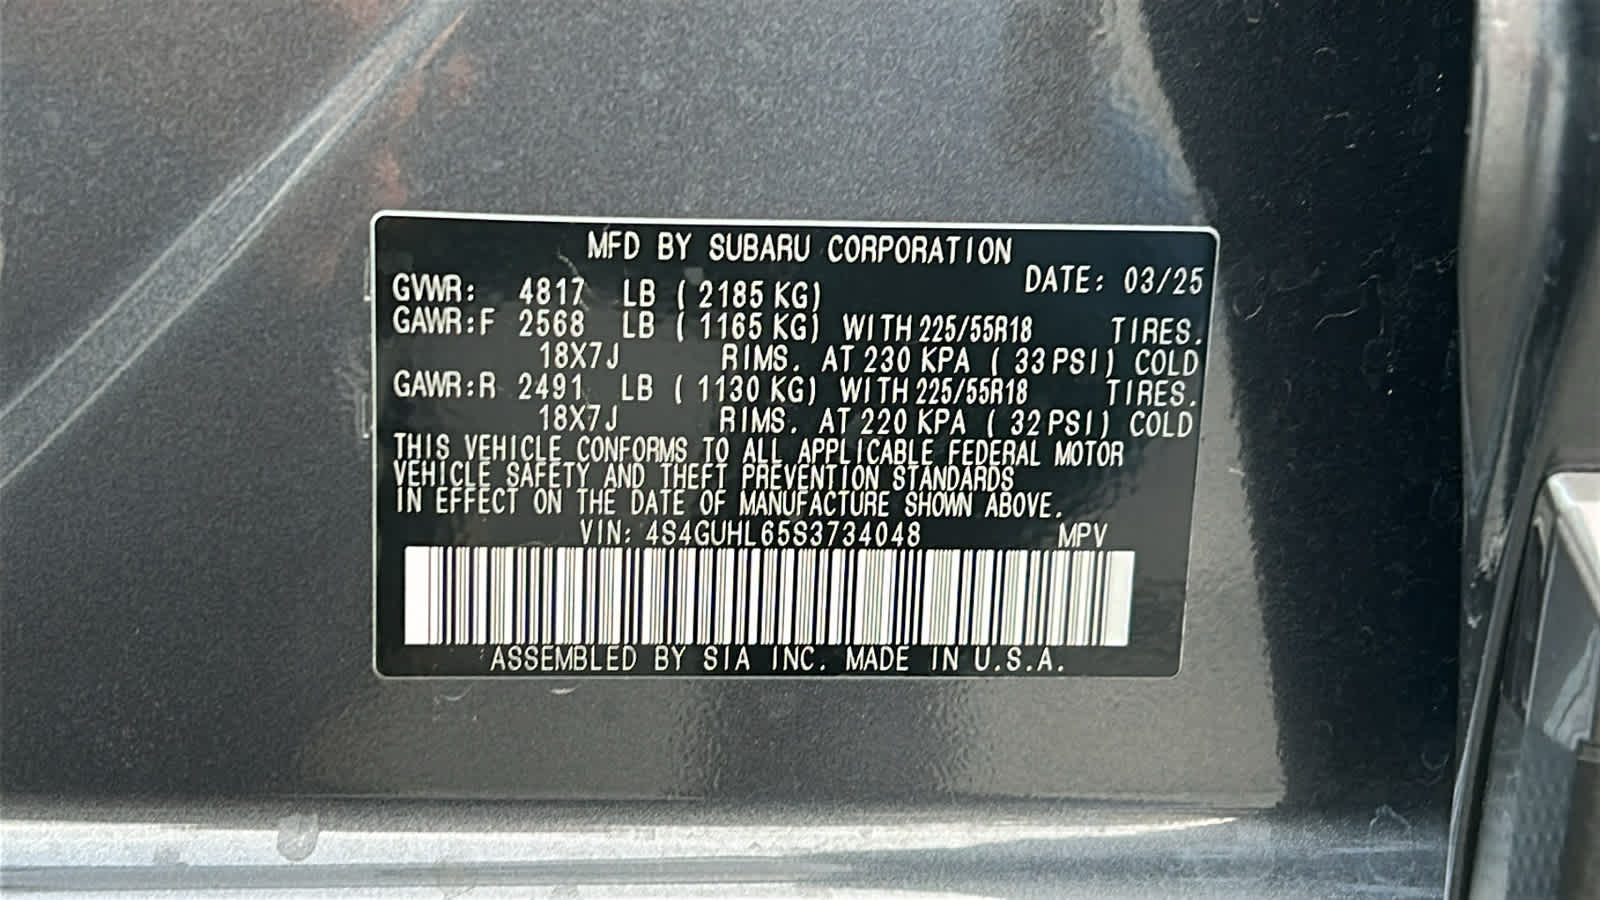 MFD BY SUBARU CORPORATION
DATE: 03/25
GVWR: 4817 LB ( 2185 KG)
GAWR:F 2568 LB ( 1165 KG) WITH 225/55R18 TIRES.
18X7J RIMS. AT 230 KPA ( 33 PSI) COLD
GAWR:R 2491 LB ( 1130 KG) WITH 225/55R18 TIRES.
18X7J RIMS. AT 220 KPA ( 32 PSI) COLD
THIS VEHICLE CONFORMS TO ALL APPLICABLE FEDERAL MOTOR
VEHICLE SAFETY AND THEFT PREVENTION STANDARDS
IN EFFECT ON THE DATE OF MANUFACTURE SHOWN ABOVE.
VIN: 4S4GUHL65S3734048 MPV
ASSEMBLED BY SIA INC. MADE IN U.S.A.